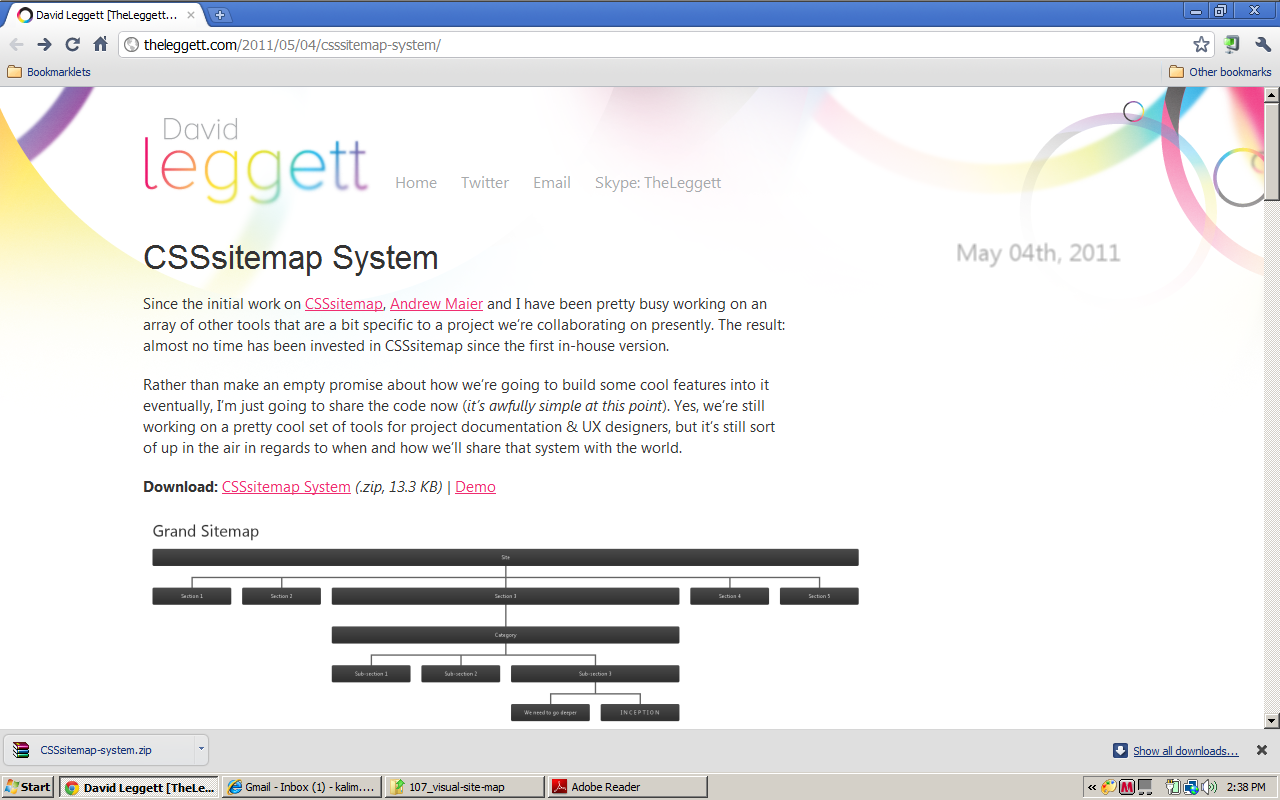 David Leggett [TheLeggett...
theleggett.com/2011/05/04/csssitemap-system/
Bookmarklets
Other bookmarks
David
leggett
Home
Twitter
Email
Skype: TheLeggett
CSSsitemap System
May 04th, 2011
Since the initial work on CSSsitemap, Andrew Maier and I have been pretty busy working on an
array of other tools that are a bit specific to a project we're collaborating on presently. The result:
almost no time has been invested in CSSsitemap since the first in-house version.
Rather than make an empty promise about how we're going to build some cool features into it
eventually, I'm just going to share the code now (it's awfully simple at this point). Yes, we're still
working on a pretty cool set of tools for project documentation & UX designers, but it's still sort
of up in the air in regards to when and how we'll share that system with the world.
Download: CSSsitemap System (.zip, 13.3 KB) | Demo
Grand Sitemap
Site
Section 1
Section 2
Section 3
Section 4
Section 5
Category
Sub-section 1
Sub-section 2
Sub-section 3
We need to go deeper
INCEPTION
CSSsitemap-system.zip
Show all downloads...
Start
David Leggett [TheLe...
Gmail - Inbox (1) - kalim....
107_visual-site-map
Adobe Reader
«
2:38 PM